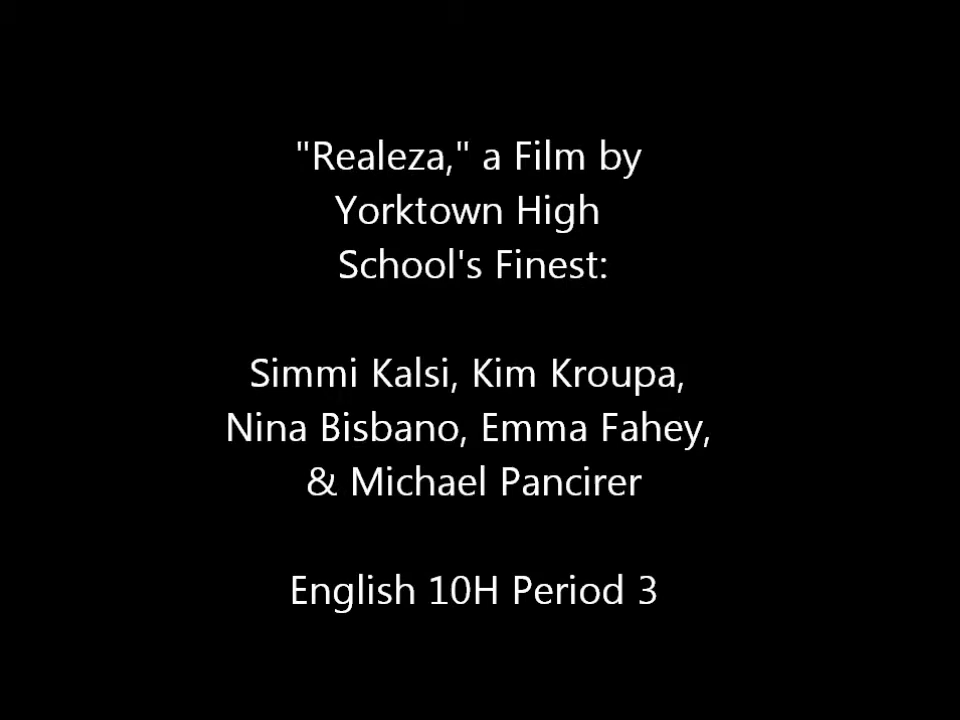 "Realeza," a Film by
Yorktown High
School's Finest:
Simmi Kalsi, Kim Kroupa,
Nina Bisbano, Emma Fahey,
& Michael Pancirer
English 10H Period 3